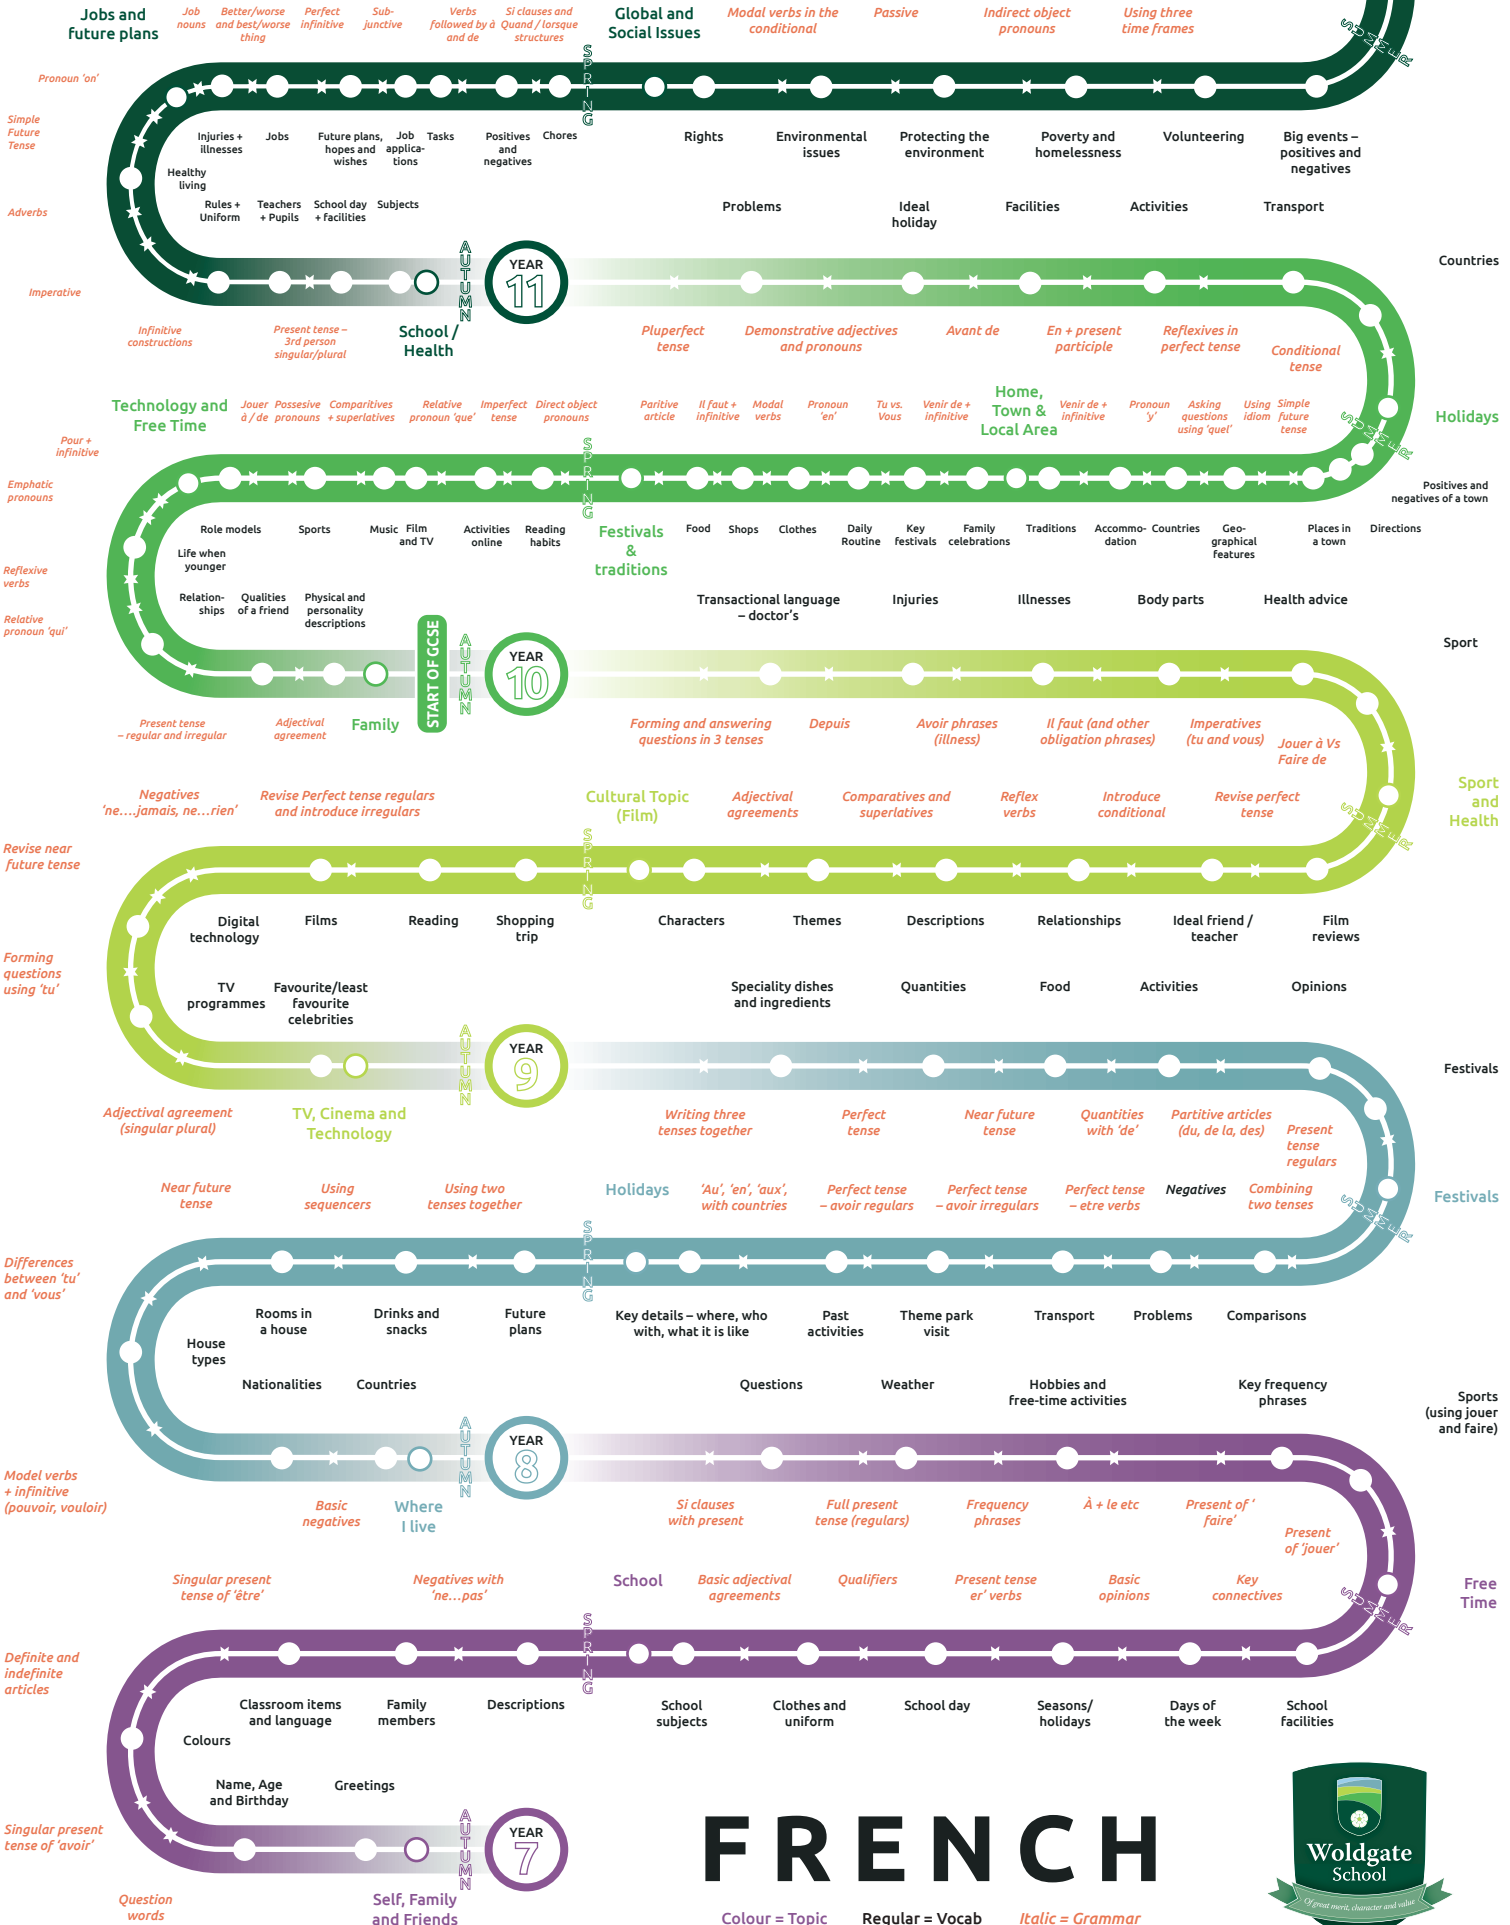 Jobs and
future plans
Job
nouns
Better/worse
and best/worse
thing
Perfect
infinitive
Sub-
junctive
Verbs
followed by à
and de
Si clauses and
Quand / lorsque
structures
Global and
Social Issues
Modal verbs in the
conditional
Passive
Indirect object
pronouns
Using three
time frames
SUMMER
Pronoun ‘on’
SPRING
Simple
Future
Tense
Injuries +
illnesses
Jobs
Future plans,
hopes and
wishes
Job
applica-
tions
Tasks
Positives
and
negatives
Chores
Rights
Environmental
issues
Protecting the
environment
Poverty and
homelessness
Volunteering
Big events –
positives and
negatives
Healthy
living
Adverbs
Rules +
Uniform
Teachers
+ Pupils
School day
+ facilities
Subjects
Problems
Ideal
holiday
Facilities
Activities
Transport
Countries
AUTUMN
YEAR
11
Imperative
Infinitive
constructions
Present tense –
3rd person
singular/plural
School /
Health
Pluperfect
tense
Demonstrative adjectives
and pronouns
Avant de
En + present
participle
Reflexives in
perfect tense
Conditional
tense
Technology and
Free Time
Jouer
à / de
Possesive
pronouns
Comparitives
+ superlatives
Relative
pronoun ‘que’
Imperfect
tense
Direct object
pronouns
Paritive
article
Il faut +
infinitive
Modal
verbs
Pronoun
‘en’
Tu vs.
Vous
Venir de +
infinitive
Home,
Town &
Local Area
Venir de +
infinitive
Pronoun
‘y’
Asking
questions
using ‘quel’
Using
idiom
Simple
future
tense
SUMMER
Holidays
Pour +
infinitive
SPRING
Emphatic
pronouns
Positives and
negatives of a town
Role models
Sports
Music
Film
and TV
Activities
online
Reading
habits
Festivals
&
traditions
Food
Shops
Clothes
Daily
Routine
Key
festivals
Family
celebrations
Traditions
Accommo-
dation
Countries
Geo-
graphical
features
Places in
a town
Directions
Life when
younger
Reflexive
verbs
Relation-
ships
Qualities
of a friend
Physical and
personality
descriptions
Transactional language
– doctor’s
Injuries
Illnesses
Body parts
Health advice
Sport
Relative
pronoun ‘qui’
START OF GCSE
AUTUMN
YEAR
10
Present tense
– regular and irregular
Adjectival
agreement
Family
Forming and answering
questions in 3 tenses
Depuis
Avoir phrases
(illness)
Il faut (and other
obligation phrases)
Imperatives
(tu and vous)
Jouer à Vs
Faire de
Negatives
‘ne….jamais, ne…rien’
Revise Perfect tense regulars
and introduce irregulars
Cultural Topic
(Film)
Adjectival
agreements
Comparatives and
superlatives
Reflex
verbs
Introduce
conditional
Revise perfect
tense
SUMMER
Sport
and
Health
Revise near
future tense
SPRING
Digital
technology
Films
Reading
Shopping
trip
Characters
Themes
Descriptions
Relationships
Ideal friend /
teacher
Film
reviews
Forming
questions
using ‘tu’
TV
programmes
Favourite/least
favourite
celebrities
Speciality dishes
and ingredients
Quantities
Food
Activities
Opinions
Festivals
AUTUMN
YEAR
9
Adjectival agreement
(singular plural)
TV, Cinema and
Technology
Writing three
tenses together
Perfect
tense
Near future
tense
Quantities
with ‘de’
Partitive articles
(du, de la, des)
Present
tense
regulars
Near future
tense
Using
sequencers
Using two
tenses together
Holidays
‘Au’, ‘en’, ‘aux’,
with countries
Perfect tense
– avoir regulars
Perfect tense
– avoir irregulars
Perfect tense
– etre verbs
Negatives
Combining
two tenses
SUMMER
Festivals
SPRING
Differences
between ‘tu’
and ‘vous’
Rooms in
a house
Drinks and
snacks
Future
plans
Key details – where, who
with, what it is like
Past
activities
Theme park
visit
Transport
Problems
Comparisons
House
types
Nationalities
Countries
Questions
Weather
Hobbies and
free-time activities
Key frequency
phrases
Sports
(using jouer
and faire)
AUTUMN
YEAR
8
Model verbs
+ infinitive
(pouvoir, vouloir)
Basic
negatives
Where
I live
Si clauses
with present
Full present
tense (regulars)
Frequency
phrases
À + le etc
Present of ‘
faire’
Present
of ‘jouer’
Singular present
tense of ‘être’
Negatives with
‘ne…pas’
School
Basic adjectival
agreements
Qualifiers
Present tense
er’ verbs
Basic
opinions
Key
connectives
SUMMER
Free
Time
SPRING
Definite and
indefinite
articles
Classroom items
and language
Family
members
Descriptions
School
subjects
Clothes and
uniform
School day
Seasons/
holidays
Days of
the week
School
facilities
Colours
Name, Age
and Birthday
Greetings
AUTUMN
YEAR
7
Singular present
tense of ‘avoir’
Question
words
Self, Family
and Friends
FRENCH
Colour = Topic
Regular = Vocab
Italic = Grammar
Woldgate
School
Of great merit, character and value